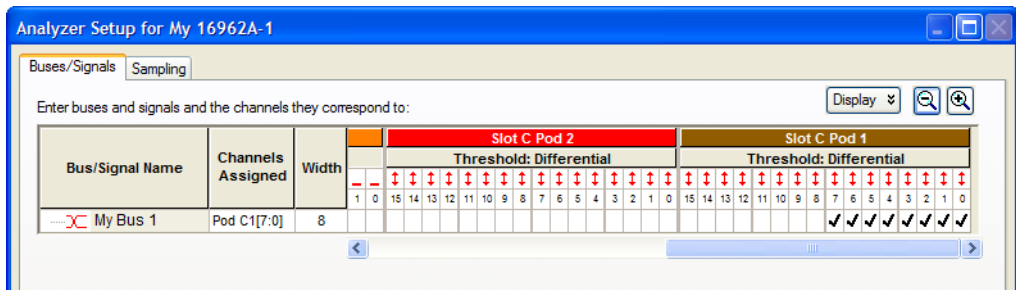 Analyzer Setup for My 16962A-1
Buses/Signals Sampling
Enter buses and signals and the channels they correspond to:
Display
Bus/Signal Name
Channels
Assigned
Width
Slot C Pod 2
Slot C Pod 1
Threshold: Differential
Threshold: Differential
1 0 15 14 13 12 11 10 9 8 7 6 5 4 3 2 1 0 15 14 13 12 11 10 9 8 7 6 5 4 3 2 1 0
My Bus 1 Pod C1[7:0] 8